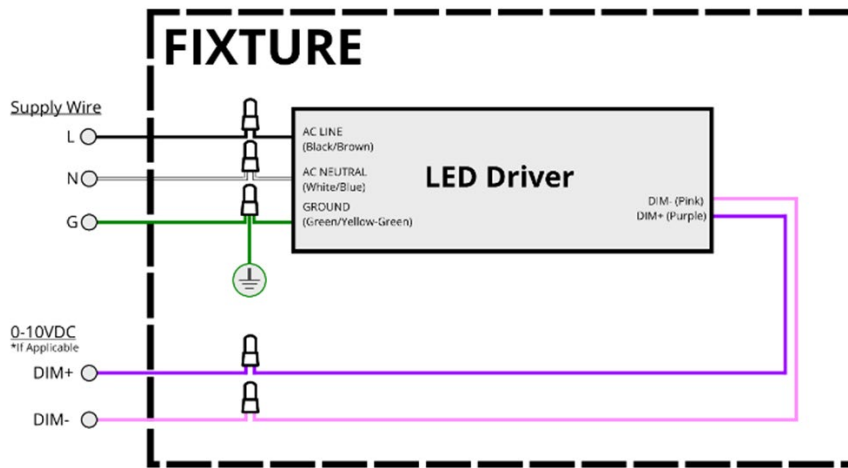 FIXTURE
Supply Wire
L
AC LINE
(Black/Brown)
N
AC NEUTRAL
(White/Blue)
LED Driver
G
GROUND
(Green/Yellow-Green)
DIM- (Pink)
DIM+ (Purple)
0-10VDC
*If Applicable
DIM+
DIM-